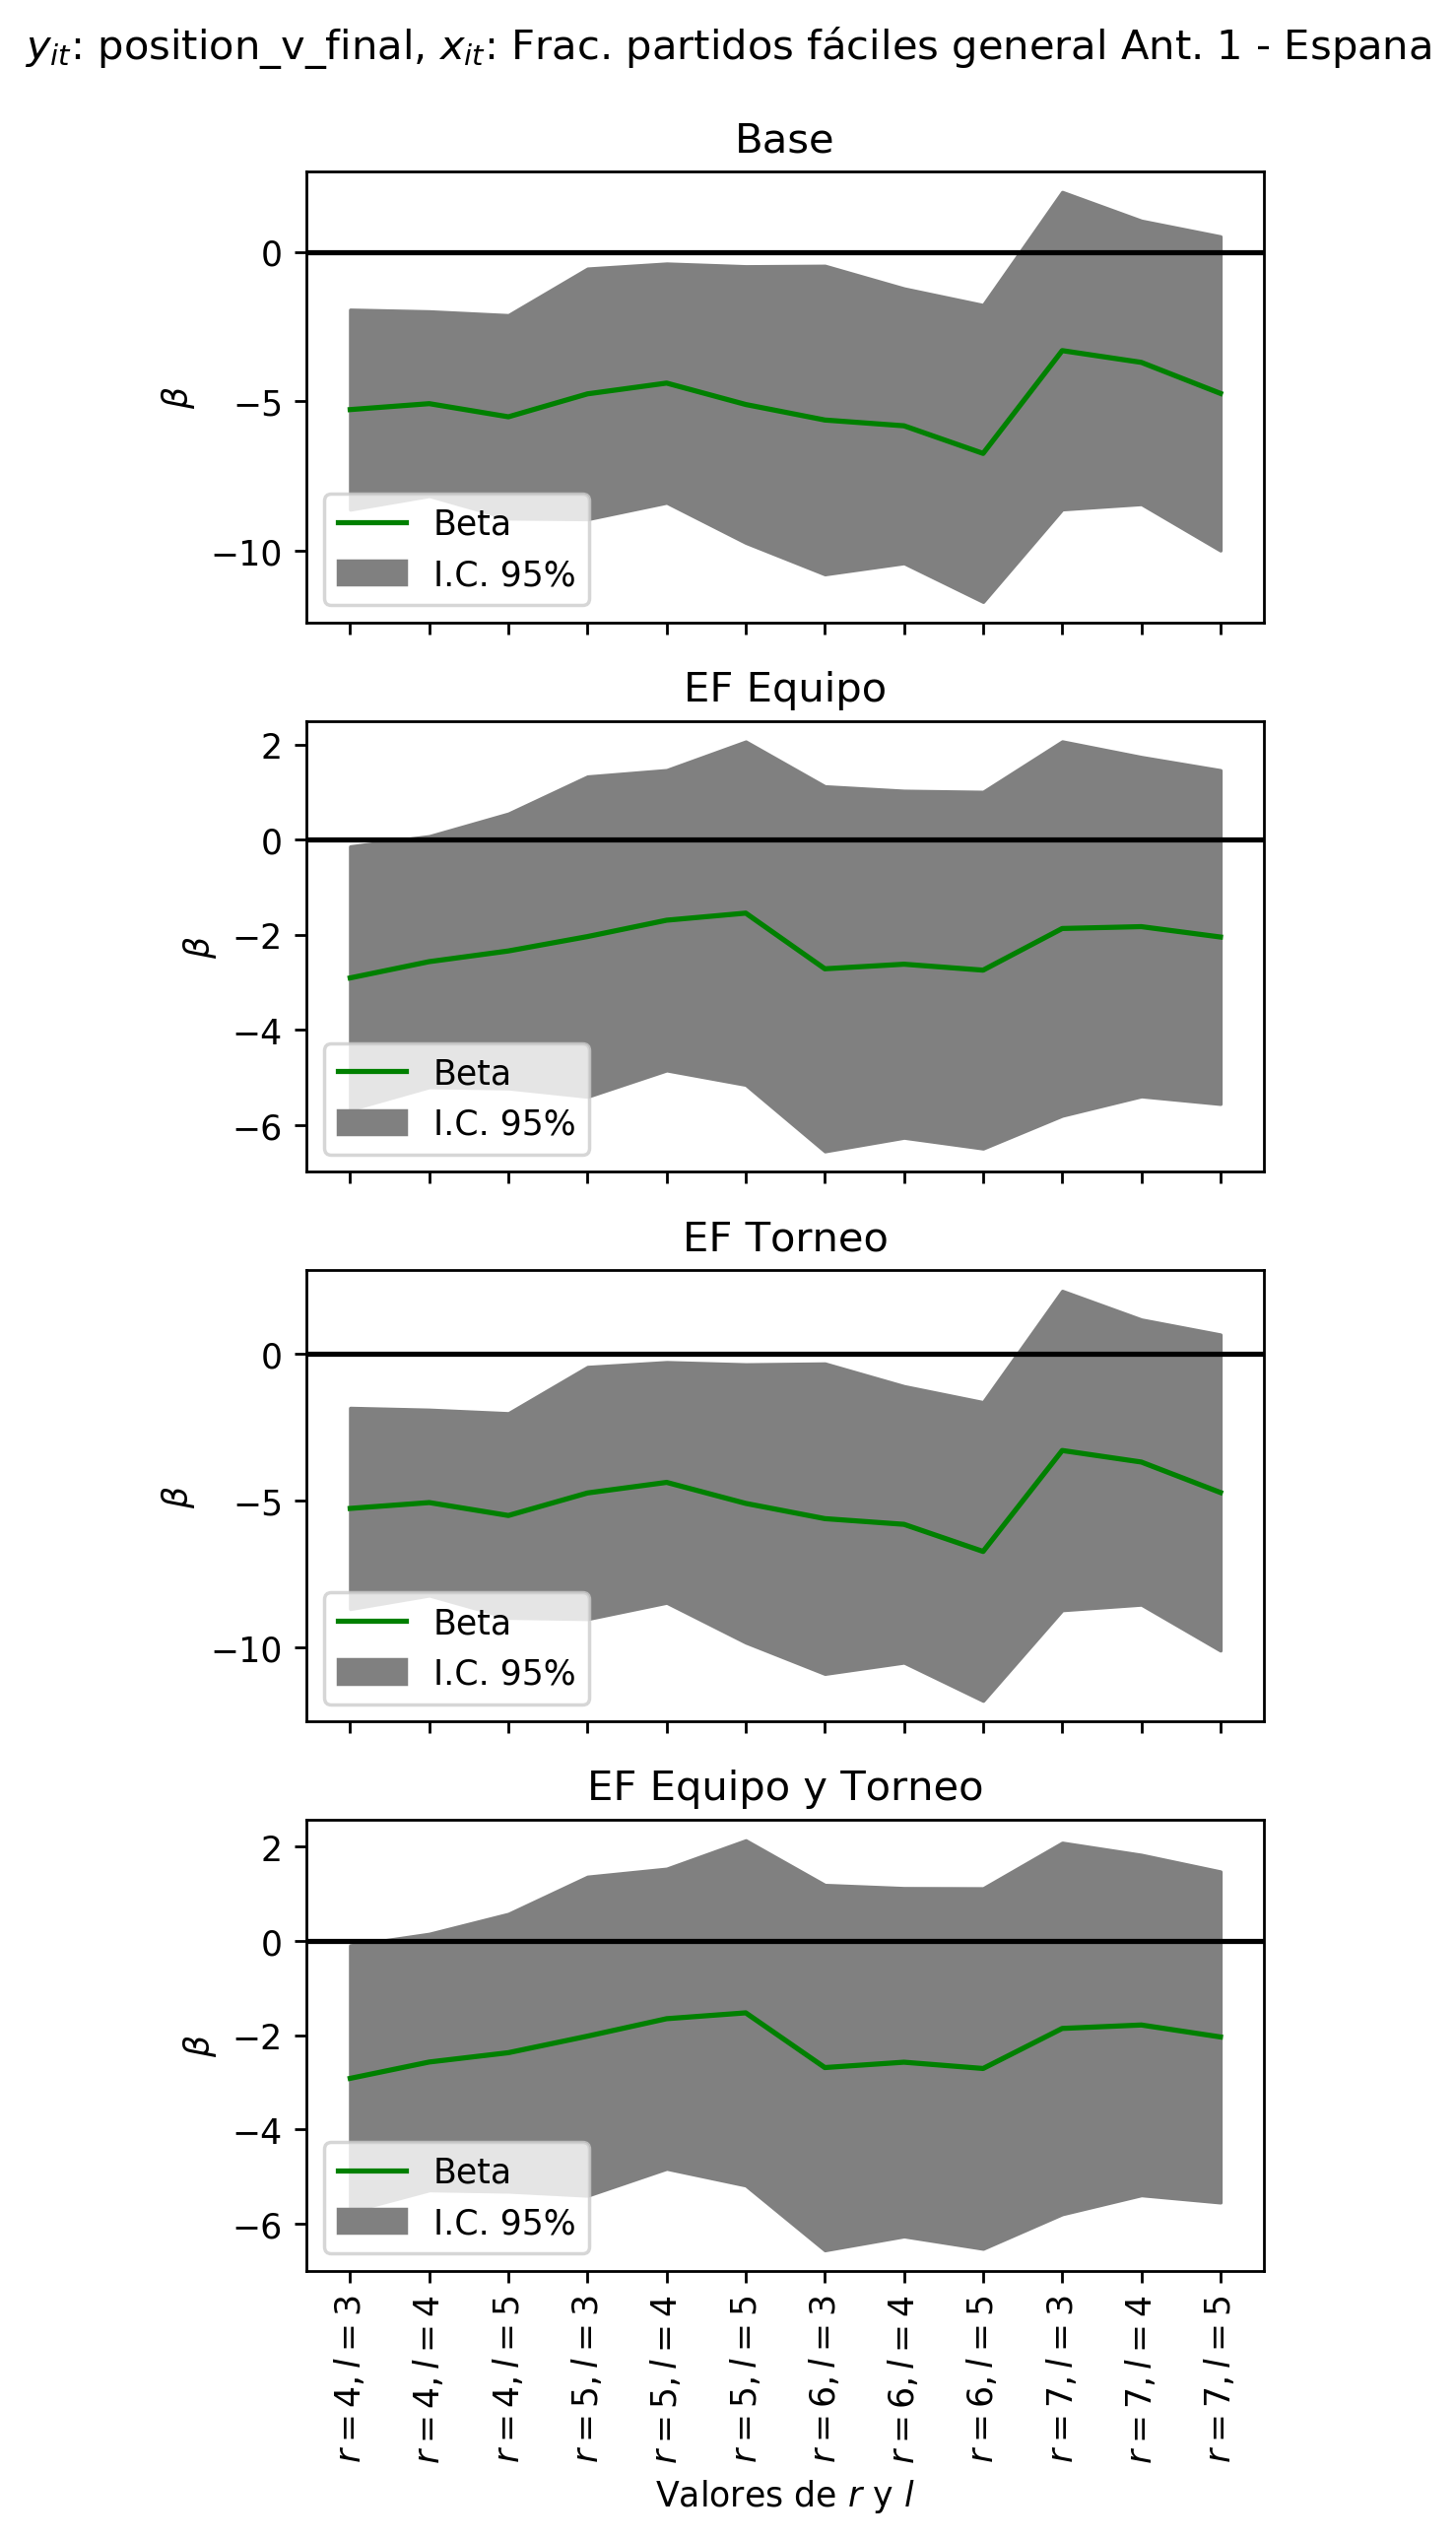 y_it: position_v_final, x_it: Frac. partidos fáciles general Ant. 1 - Espana
Base
0
−5
−10
β
Beta
I.C. 95%
EF Equipo
2
0
−2
−4
−6
β
Beta
I.C. 95%
EF Torneo
0
−5
−10
β
Beta
I.C. 95%
EF Equipo y Torneo
2
0
−2
−4
−6
β
Beta
I.C. 95%
r = 4, l = 3
r = 4, l = 4
r = 4, l = 5
r = 5, l = 3
r = 5, l = 4
r = 5, l = 5
r = 6, l = 3
r = 6, l = 4
r = 6, l = 5
r = 7, l = 3
r = 7, l = 4
r = 7, l = 5
Valores de r y l